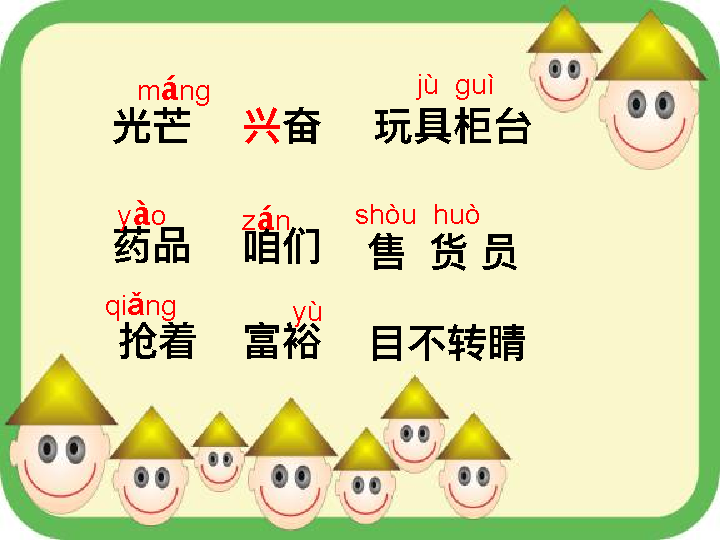 máng jù guì
光芒 兴奋 玩具柜台
yào zán shòu huò
药品 咱们 售 货 员
qiǎng yù
抢着 富裕 目不转睛